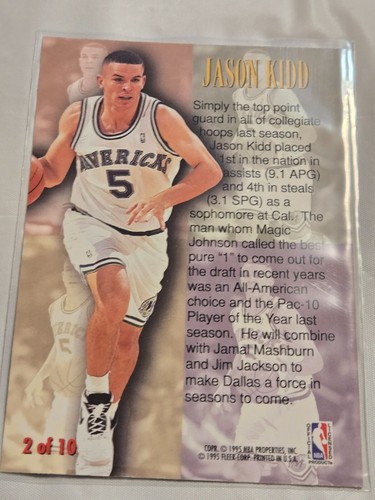 JASON KIDD
Simply the top point
guard in all of collegiate
hoops last season,
Jason Kidd placed
1st in the nation in
assists (9.1 APG)
and 4th in steals
(3.1 SPG) as a
sophomore at Cal. The
man whom Magic
Johnson called the best
pure "1" to come out for
the draft in recent years
was an All-American
choice and the Pac-10
Player of the Year last
season. He will combine
with Jamal Mashburn
and Jim Jackson to
make Dallas a force in
seasons to come.
MAVERICKS
5
2 of 10
COPR. © 1995 NBA PROPERTIES, INC.
© 1995 FLEER CORP. PRINTED IN U.S.A.
OFFICIAL LICENSED
NBA
PRODUCT